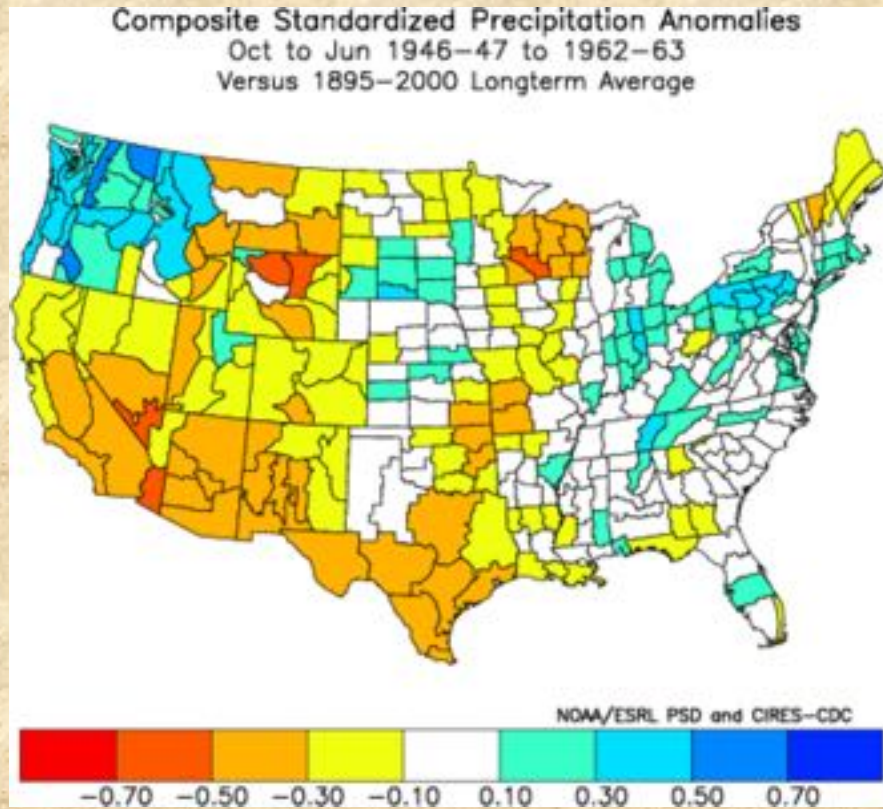 Composite Standardized Precipitation Anomalies
Oct to Jun 1946-47 to 1962-63
Versus 1895-2000 Longterm Average
NOAA/ESRL PSD and CIRES-CDC
-0.70 -0.50 -0.30 -0.10 0.10 0.30 0.50 0.70